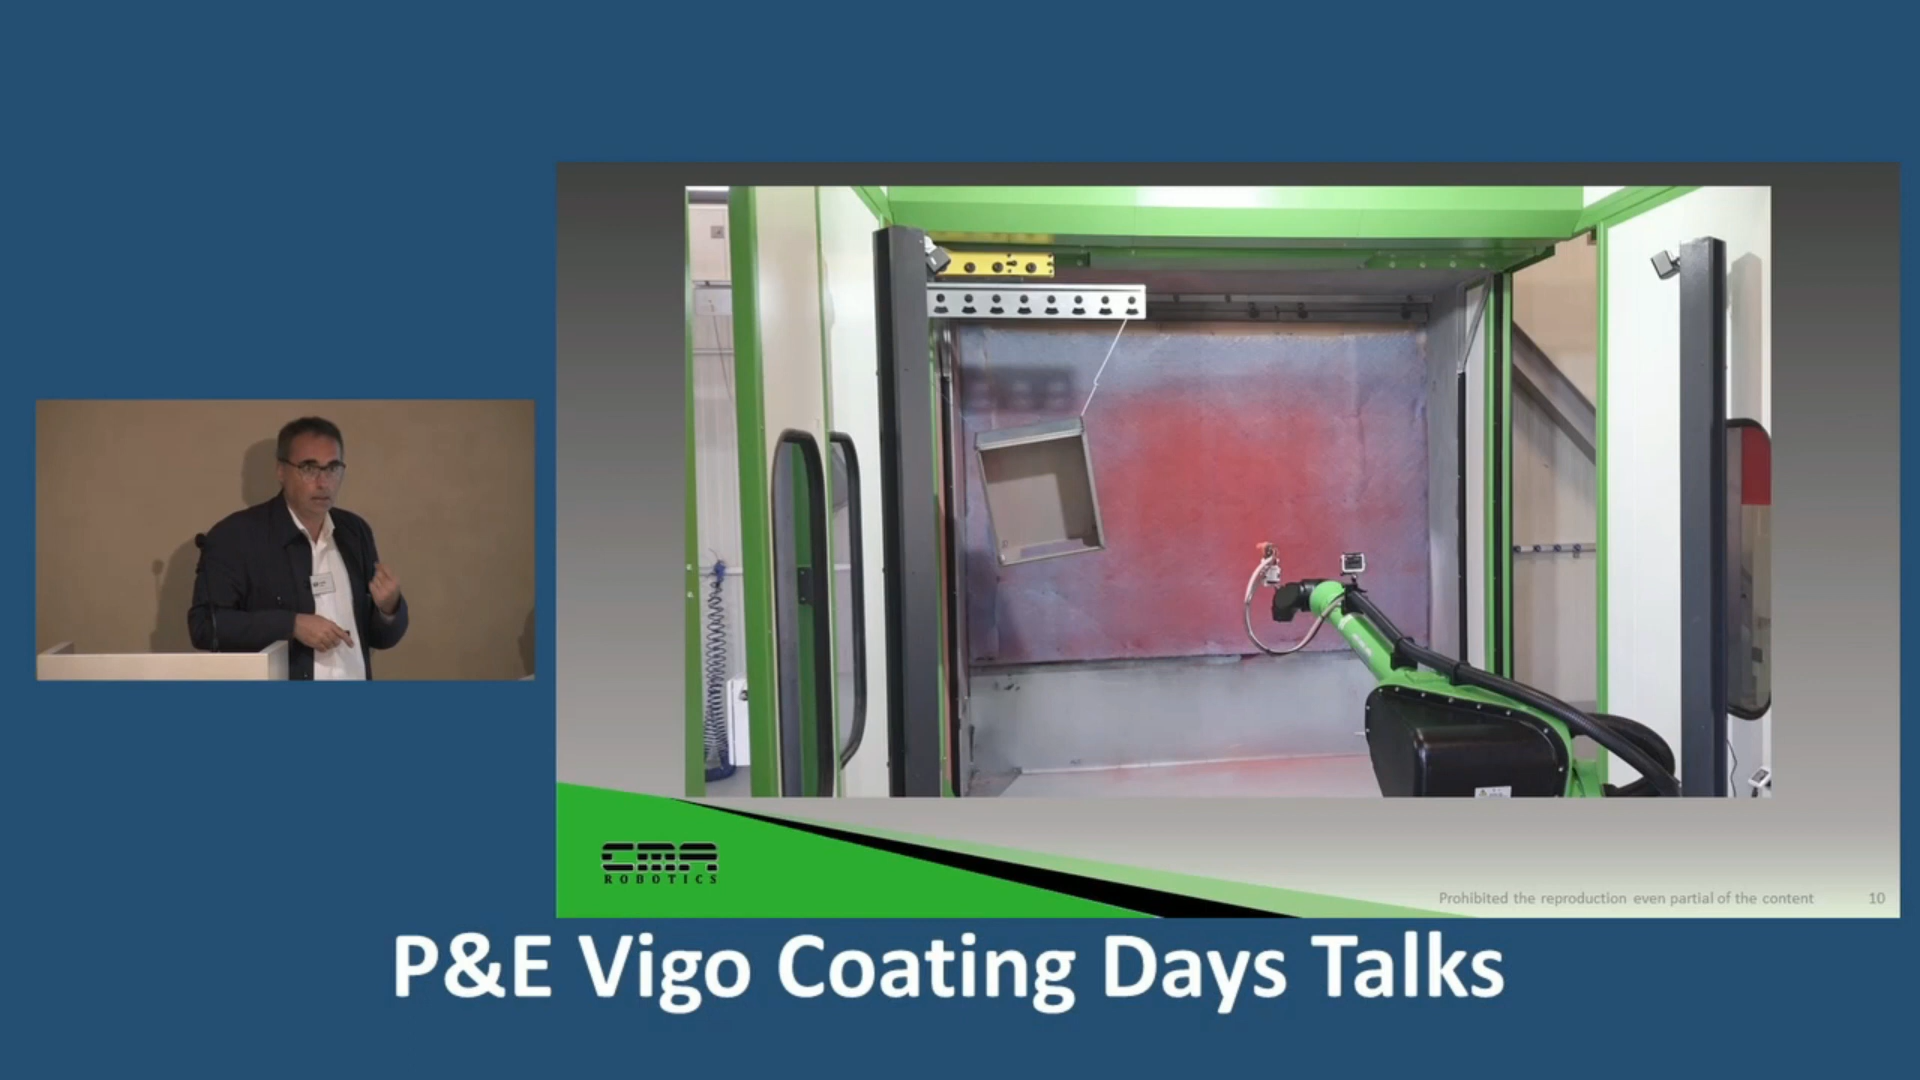 CMA
ROBOTICS
Prohibited the reproduction even partial of the content
10
P&E Vigo Coating Days Talks